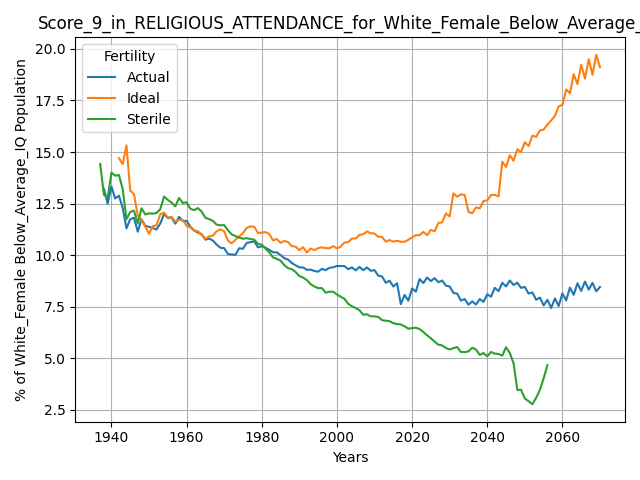 Score_9_in_RELIGIOUS_ATTENDANCE_for_White_Female_Below_Average_
% of White_Female Below_Average_IQ Population
20.0
17.5
15.0
12.5
10.0
7.5
5.0
2.5
Fertility
Actual
Ideal
Sterile
1940
1960
1980
2000
2020
2040
2060
Years